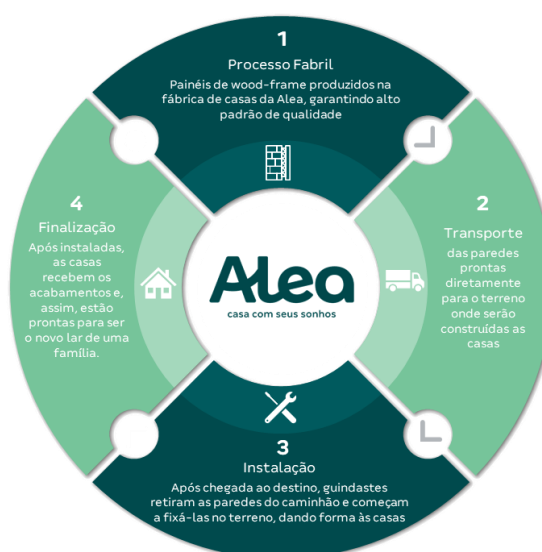 1
Processo Fabril
Painéis de wood-frame produzidos na
fábrica de casas da Alea, garantindo alto
padrão de qualidade
2
Transporte
das paredes
prontas
diretamente
para o terreno
onde serão
construídas as
casas
3
Instalação
Após chegada ao destino, guindastes
retiram as paredes do caminhão e começam
a fixá-las no terreno, dando forma às casas
4
Finalização
Após instaladas,
as casas
recebem os
acabamentos e,
assim, estão
prontas para ser
o novo lar de uma
família.
Alea
casa com seus sonhos